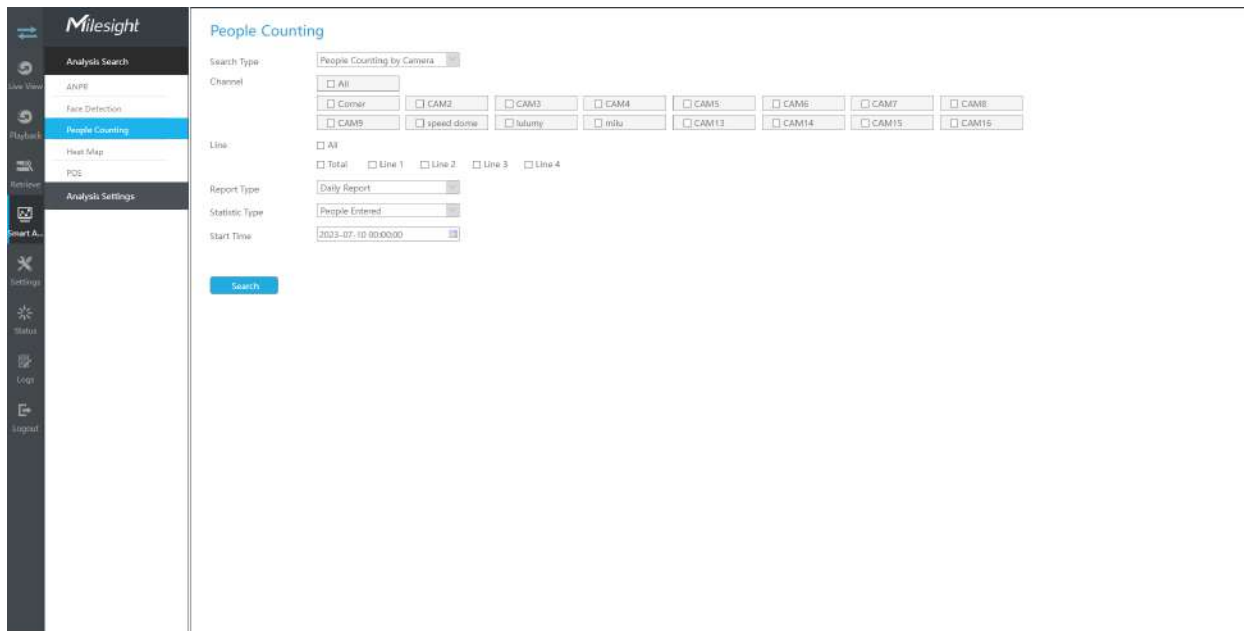 Milesight
Live View
Playback
Retrieve
Smart A...
Settings
Status
Logs
Logout
Analysis Search
ANPR
Face Detection
People Counting
Heat Map
POS
Analysis Settings
People Counting
Search Type People Counting by Camera
Channel All
Corner CAM2 CAM3 CAM4 CAM5 CAM6 CAM7 CAM8
CAM9 speed dome lulumy milu CAM13 CAM14 CAM15 CAM16
Line All
Total Line 1 Line 2 Line 3 Line 4
Report Type Daily Report
Statistic Type People Entered
Start Time 2023-07-10 00:00:00
Search